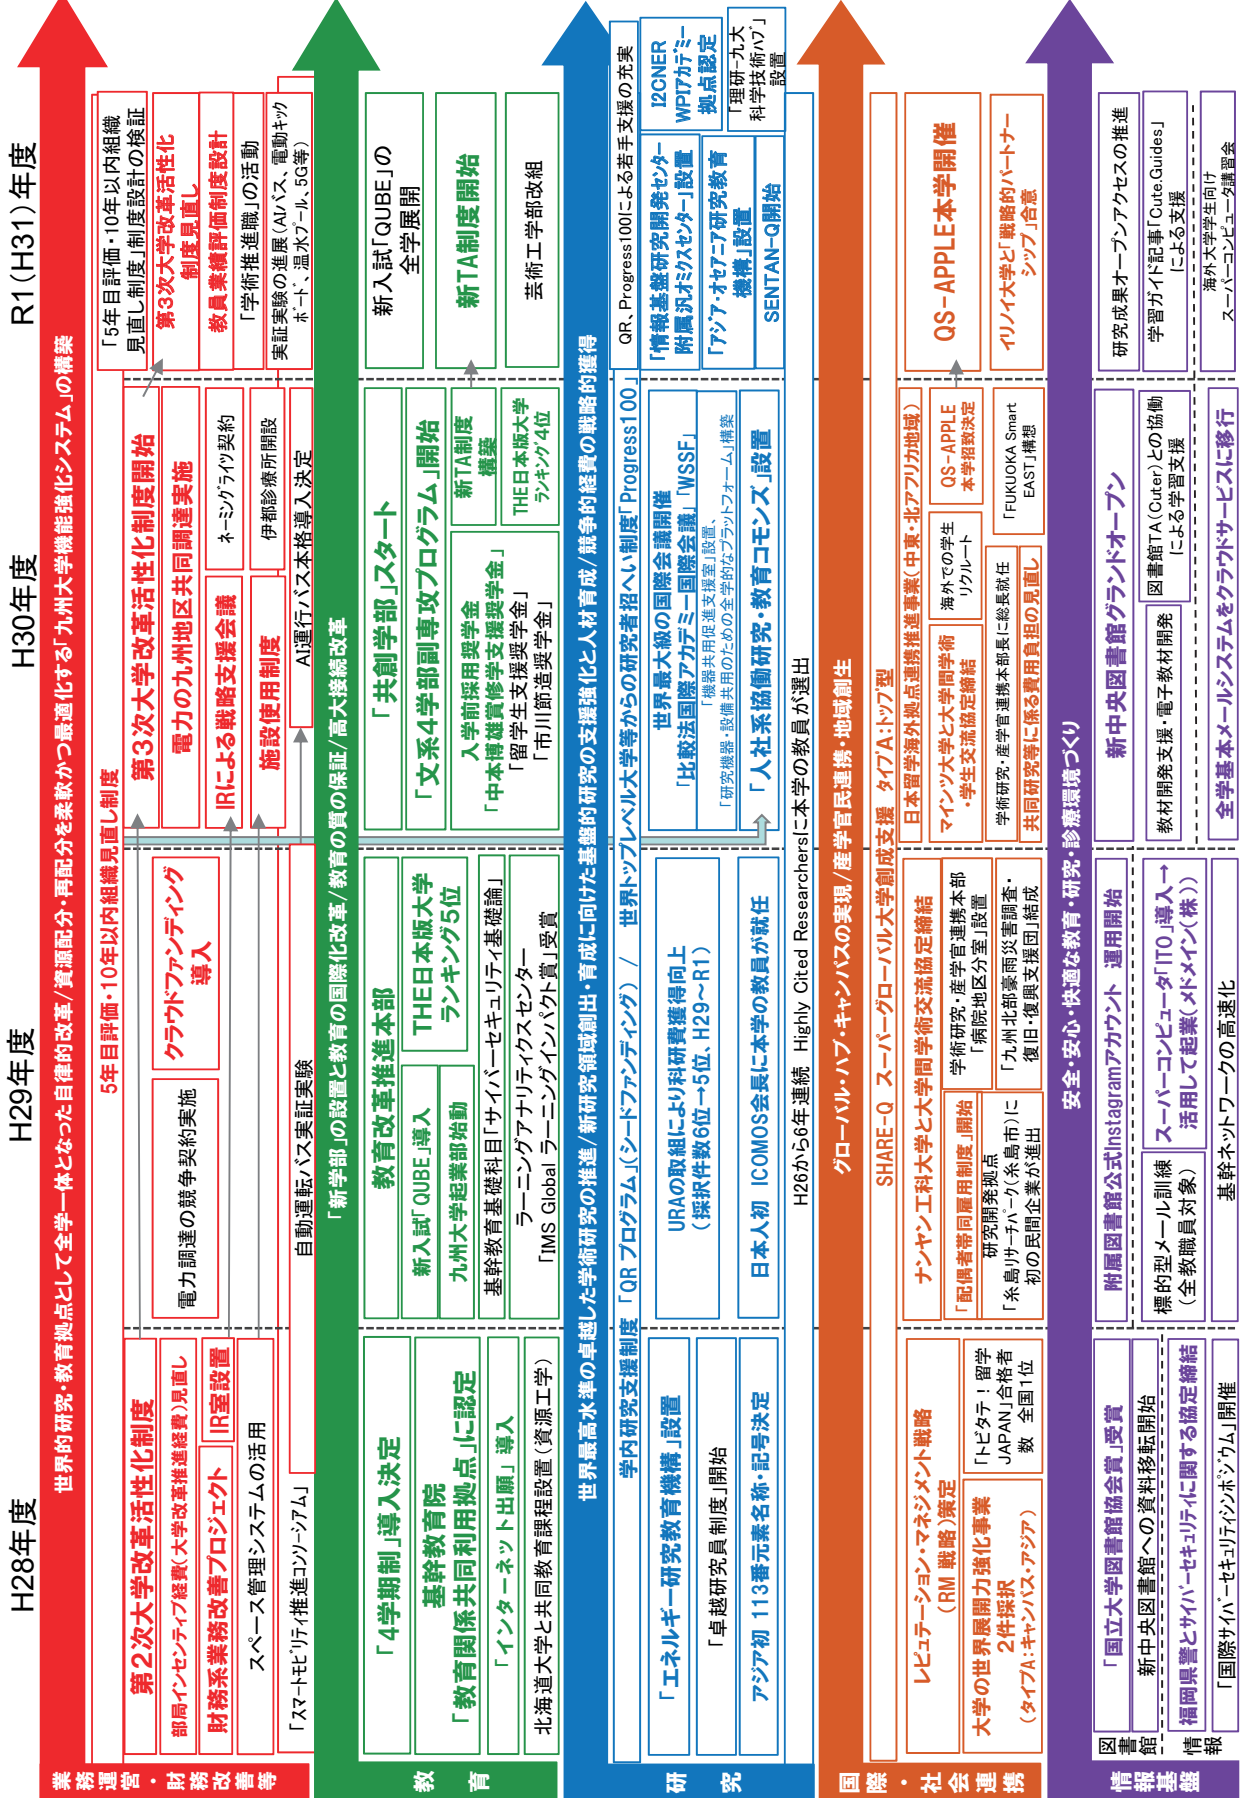 H28年度
H29年度
H30年度
R1(H31)年度
業務運営・財務改善等
世界的研究・教育拠点として全学一体となった自律的改革/資源配分・再配分を柔軟かつ最適化する「九州大学機能強化システム」の構築
5年目評価・10年以内組織見直し制度
第2次大学改革活性化制度
部局インセンティブ経費(大学改革推進経費)見直し
財務系業務改善プロジェクト
IR室設置
スペース管理システムの活用
「スマートモビリティ推進コンソーシアム」
電力調達の競争契約実施
クラウドファンディング
導入
自動運転バス実証実験
第3次大学改革活性化制度開始
電力の九州地区共同調達実施
IRによる戦略支援会議
ネーミングライツ契約
施設使用制度
伊都診療所開設
AI運行バス本格導入決定
「5年目評価・10年以内組織
見直し制度」制度設計の検証
第3次大学改革活性化
制度見直し
教員業績評価制度設計
「学術推進職」の活動
実証実験の進展(AIバス、電動キック
ボード、温水プール、5G等)
教育
「新学部」の設置と教育の国際化改革/教育の質の保証/高大接続改革
「4学期制」導入決定
基幹教育院
「教育関係共同利用拠点」に認定
「インターネット出願」導入
北海道大学と共同教育課程設置(資源工学)
教育改革推進本部
新入試「QUBE」導入
九州大学起業部始動
THE日本版大学
ランキング5位
基幹教育基礎科目「サイバーセキュリティ基礎論」
ラーニングアナリティクスセンター
「IMS Global ラーニングインパクト賞」受賞
「共創学部」スタート
「文系4学部副専攻プログラム」開始
入学前採用奨学金
「中本博雄賞修学支援奨学金」
「留学生支援奨学金」
「市川節造奨学金」
新TA制度
構築
THE日本版大学
ランキング4位
新入試「QUBE」の
全学展開
新TA制度開始
芸術工学部改組
研究
世界最高水準の卓越した学術研究の推進/新研究領域創出・育成に向けた基盤的研究の支援強化と人材育成/競争的経費の戦略的獲得
学内研究支援制度「QR プログラム」(シードファンディング) / 世界トップレベル大学等からの研究者招へい制度「Progress100」
「エネルギー研究教育機構」設置
「卓越研究員制度」開始
アジア初 113番元素名称・記号決定
URAの取組により科研費獲得向上
(採択件数6位→5位、H29～R1)
日本人初 ICOMOS会長に本学の教員が就任
世界最大級の国際会議開催
「比較法国際アカデミー国際会議」「WSSF」
「機器共用促進支援室」設置、
「研究機器・設備共用のための全学的なプラットフォーム」構築
「人社系協働研究・教育コモンズ」設置
QR、Progress100による若手支援の充実
「情報基盤研究開発センター
附属汎オミクスセンター」設置
I2CNER
WPIアカデミー
拠点認定
「アジア・オセアニア研究教育
機構」設置
SENTAN-Q開始
「理研-九大
科学技術ハブ」
設置
H26から6年連続 Highly Cited Researchersに本学の教員が選出
国際・社会連携
グローバル・ハブ・キャンパスの実現/産学官民連携・地域創生
SHARE-Q スーパーグローバル大学創成支援 タイプA:トップ型
レピュテーション・マネジメント戦略
(RM 戦略)策定
大学の世界展開力強化事業
2件採択
(タイプA:キャンパス・アジア)
「トビタテ！留学
JAPAN」合格者
数 全国1位
ナンヤン工科大学と大学間学術交流協定締結
「配偶者帯同雇用制度」開始
学術研究・産学官連携本部
「病院地区分室」設置
研究開発拠点
「糸島リサーチパーク(糸島市)に
初の民間企業が進出
「九州北部豪雨災害調査・
復旧・復興支援団」結成
日本留学海外拠点連携推進事業(中東・北アフリカ地域)
マインツ大学と大学間学術
・学生交流協定締結
海外での学生
リクルート
QS-APPLE
本学招致決定
学術研究・産学官連携本部長に総長就任
共同研究等に係る費用負担の見直し
「FUKUOKA Smart
EAST」構想
QS-APPLE本学開催
イリノイ大学と「戦略的パートナー
シップ」合意
情報基盤
安全・安心・快適な教育・研究・診療環境づくり
図書館
情報
「国立大学図書館協会賞」受賞
新中央図書館への資料移転開始
福岡県警とサイバーセキュリティに関する協定締結
「国際サイバーセキュリティシンポジウム」開催
附属図書館公式Instagramアカウント 運用開始
標的型メール訓練
(全教職員対象)
スーパーコンピュータ「ITO」導入→
活用して起業(メドメイン(株))
基幹ネットワークの高速化
新中央図書館グランドオープン
教材開発支援・電子教材開発
図書館TA(Cuter)との協働
による学習支援
全学基本メールシステムをクラウドサービスに移行
研究成果オープンアクセスの推進
学習ガイド記事「Cute.Guides」
による支援
海外大学学生向け
スーパーコンピュータ講習会